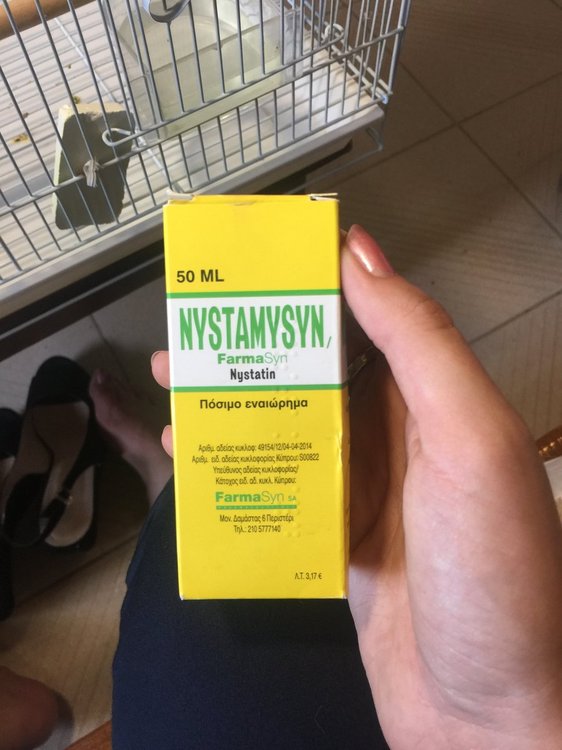 50 ML
NYSTAMYSYN/
FarmaSyn
Nystatin
Πόσιμο εναιώρημα
Αριθμ. αδείας κυκλοφ: 49154/12/04-04-2014
Αριθμ. ειδ. αδείας κυκλοφορίας Κύπρου: S00822
Υπεύθυνος αδείας κυκλοφορίας/
Κάτοχος ειδ. αδ. κυκλ. Κύπρου:
FarmaSyn SA
Μον. Δαμάστας 6 Περιστέρι
Τηλ.: 210 5777140
Λ.Τ. 3,17 €